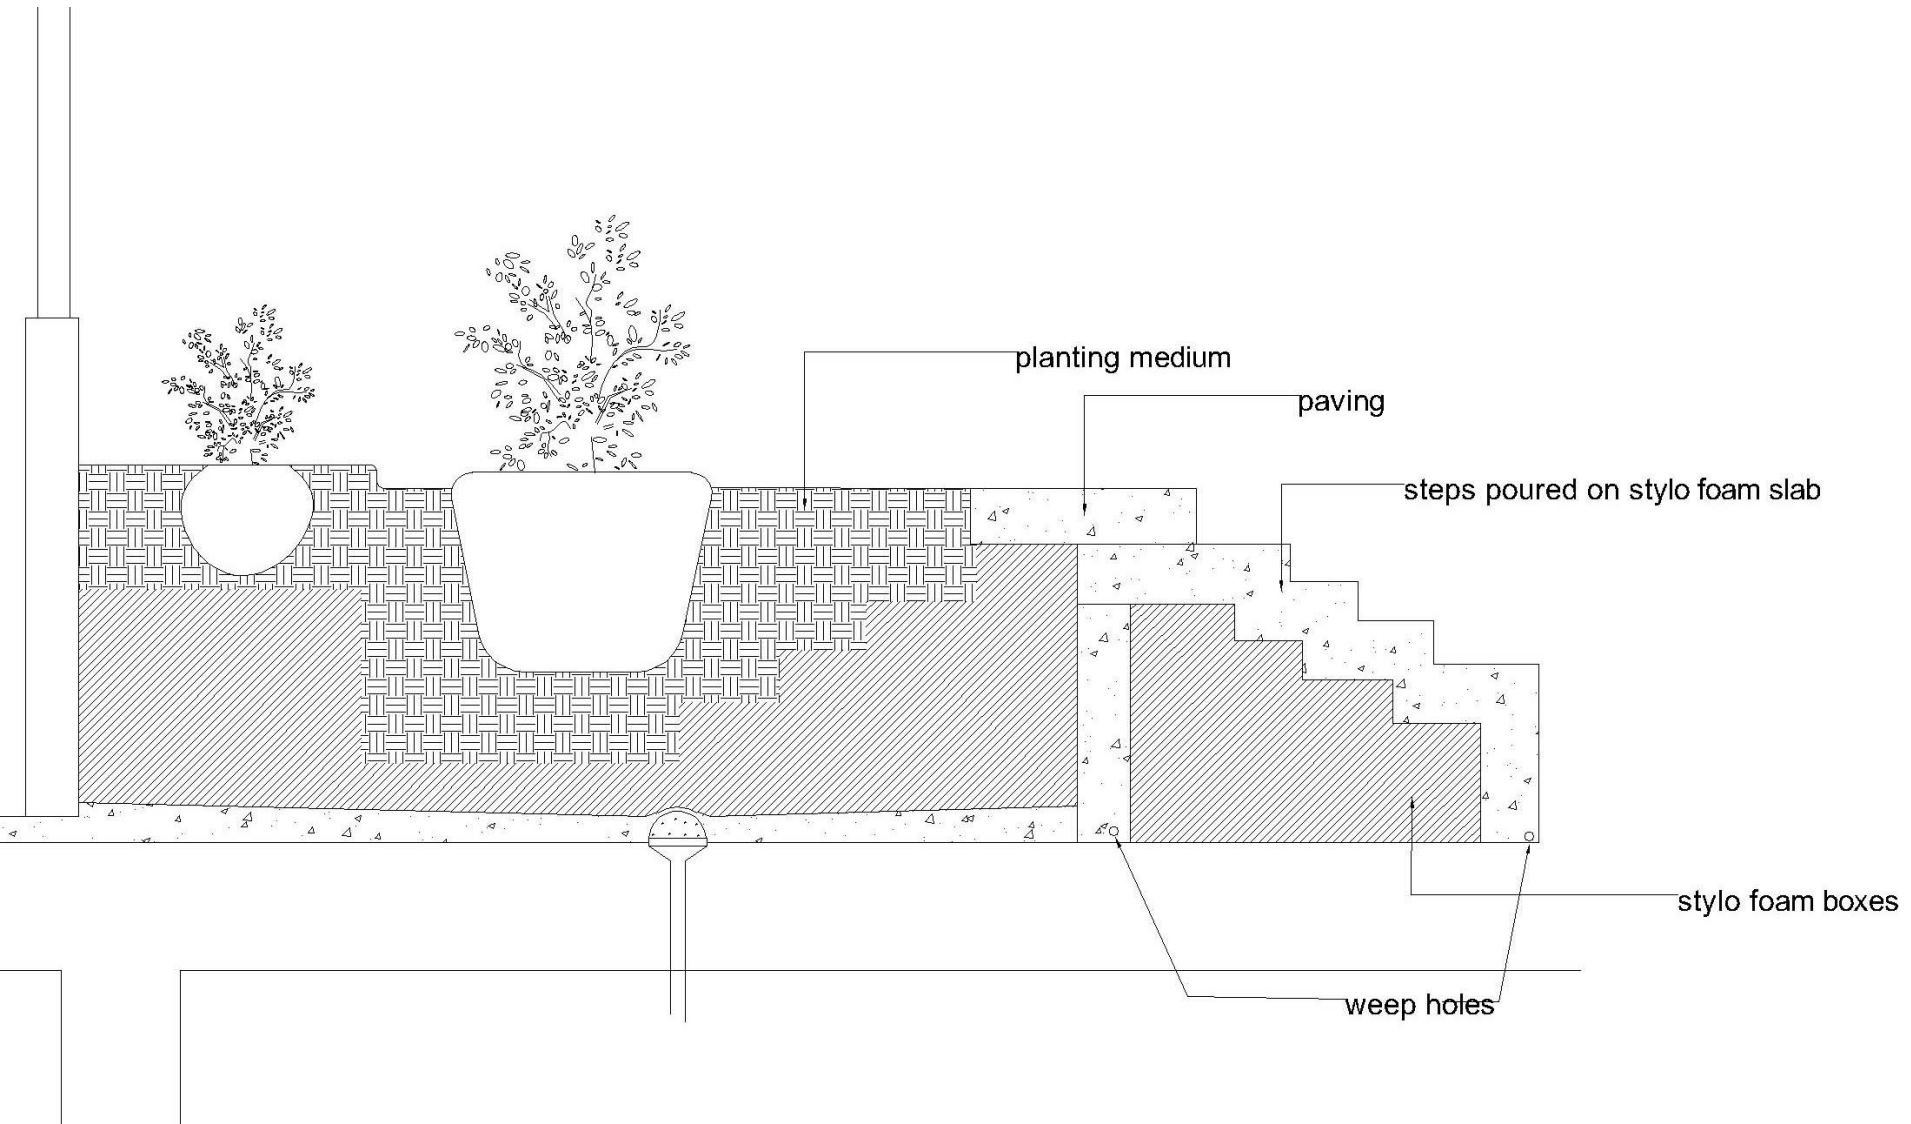 planting medium
paving
steps poured on stylo foam slab
stylo foam boxes
weep holes